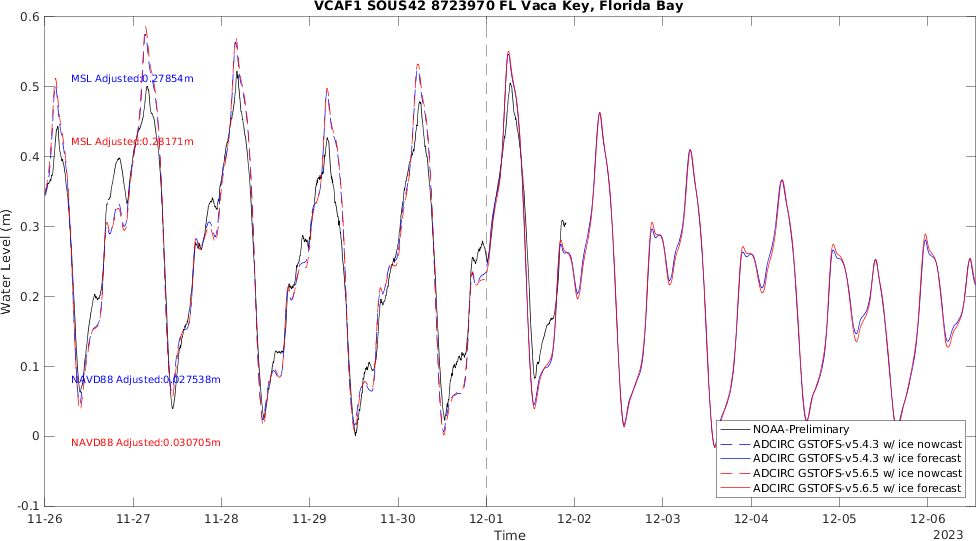 VCAF1 SOUS42 8723970 FL Vaca Key, Florida Bay
Water Level (m)
0.6
0.5
0.4
0.3
0.2
0.1
0
-0.1
MSL Adjusted:0.27854m
MSL Adjusted:0.28171m
NAVD88 Adjusted:0.027538m
NAVD88 Adjusted:0.030705m
NOAA-Preliminary
ADCIRC GSTOFS-v5.4.3 w/ ice nowcast
ADCIRC GSTOFS-v5.4.3 w/ ice forecast
ADCIRC GSTOFS-v5.6.5 w/ ice nowcast
ADCIRC GSTOFS-v5.6.5 w/ ice forecast
11-26 11-27 11-28 11-29 11-30 12-01 12-02 12-03 12-04 12-05 12-06
Time
2023